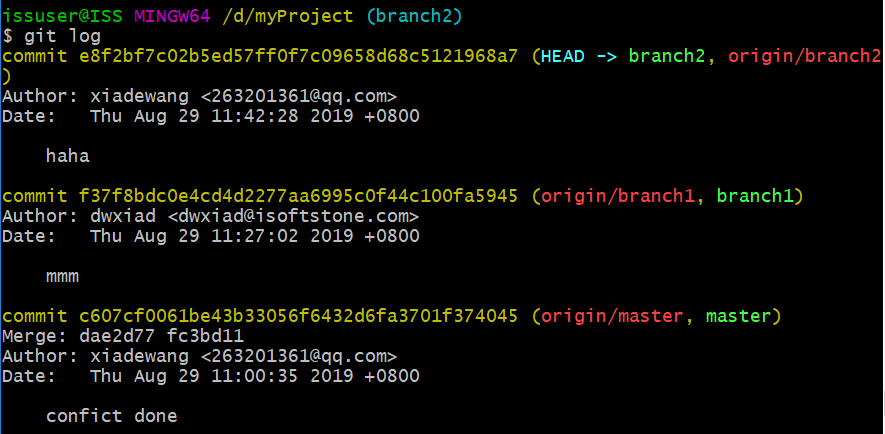 issuser@ISS MINGW64 /d/myProject (branch2)
$ git log
commit e8f2bf7c02b5ed57ff0f7c09658d68c5121968a7 (HEAD -> branch2, origin/branch2
)
Author: xiadewang <263201361@qq.com>
Date:   Thu Aug 29 11:42:28 2019 +0800
    haha
commit f37f8bdc0e4cd4d2277aa6995c0f44c100fa5945 (origin/branch1, branch1)
Author: dwxiad <dwxiad@isoftstone.com>
Date:   Thu Aug 29 11:27:02 2019 +0800
    mmm
commit c607cf0061be43b33056f6432d6fa3701f374045 (origin/master, master)
Merge: dae2d77 fc3bd11
Author: xiadewang <263201361@qq.com>
Date:   Thu Aug 29 11:00:35 2019 +0800
    confict done